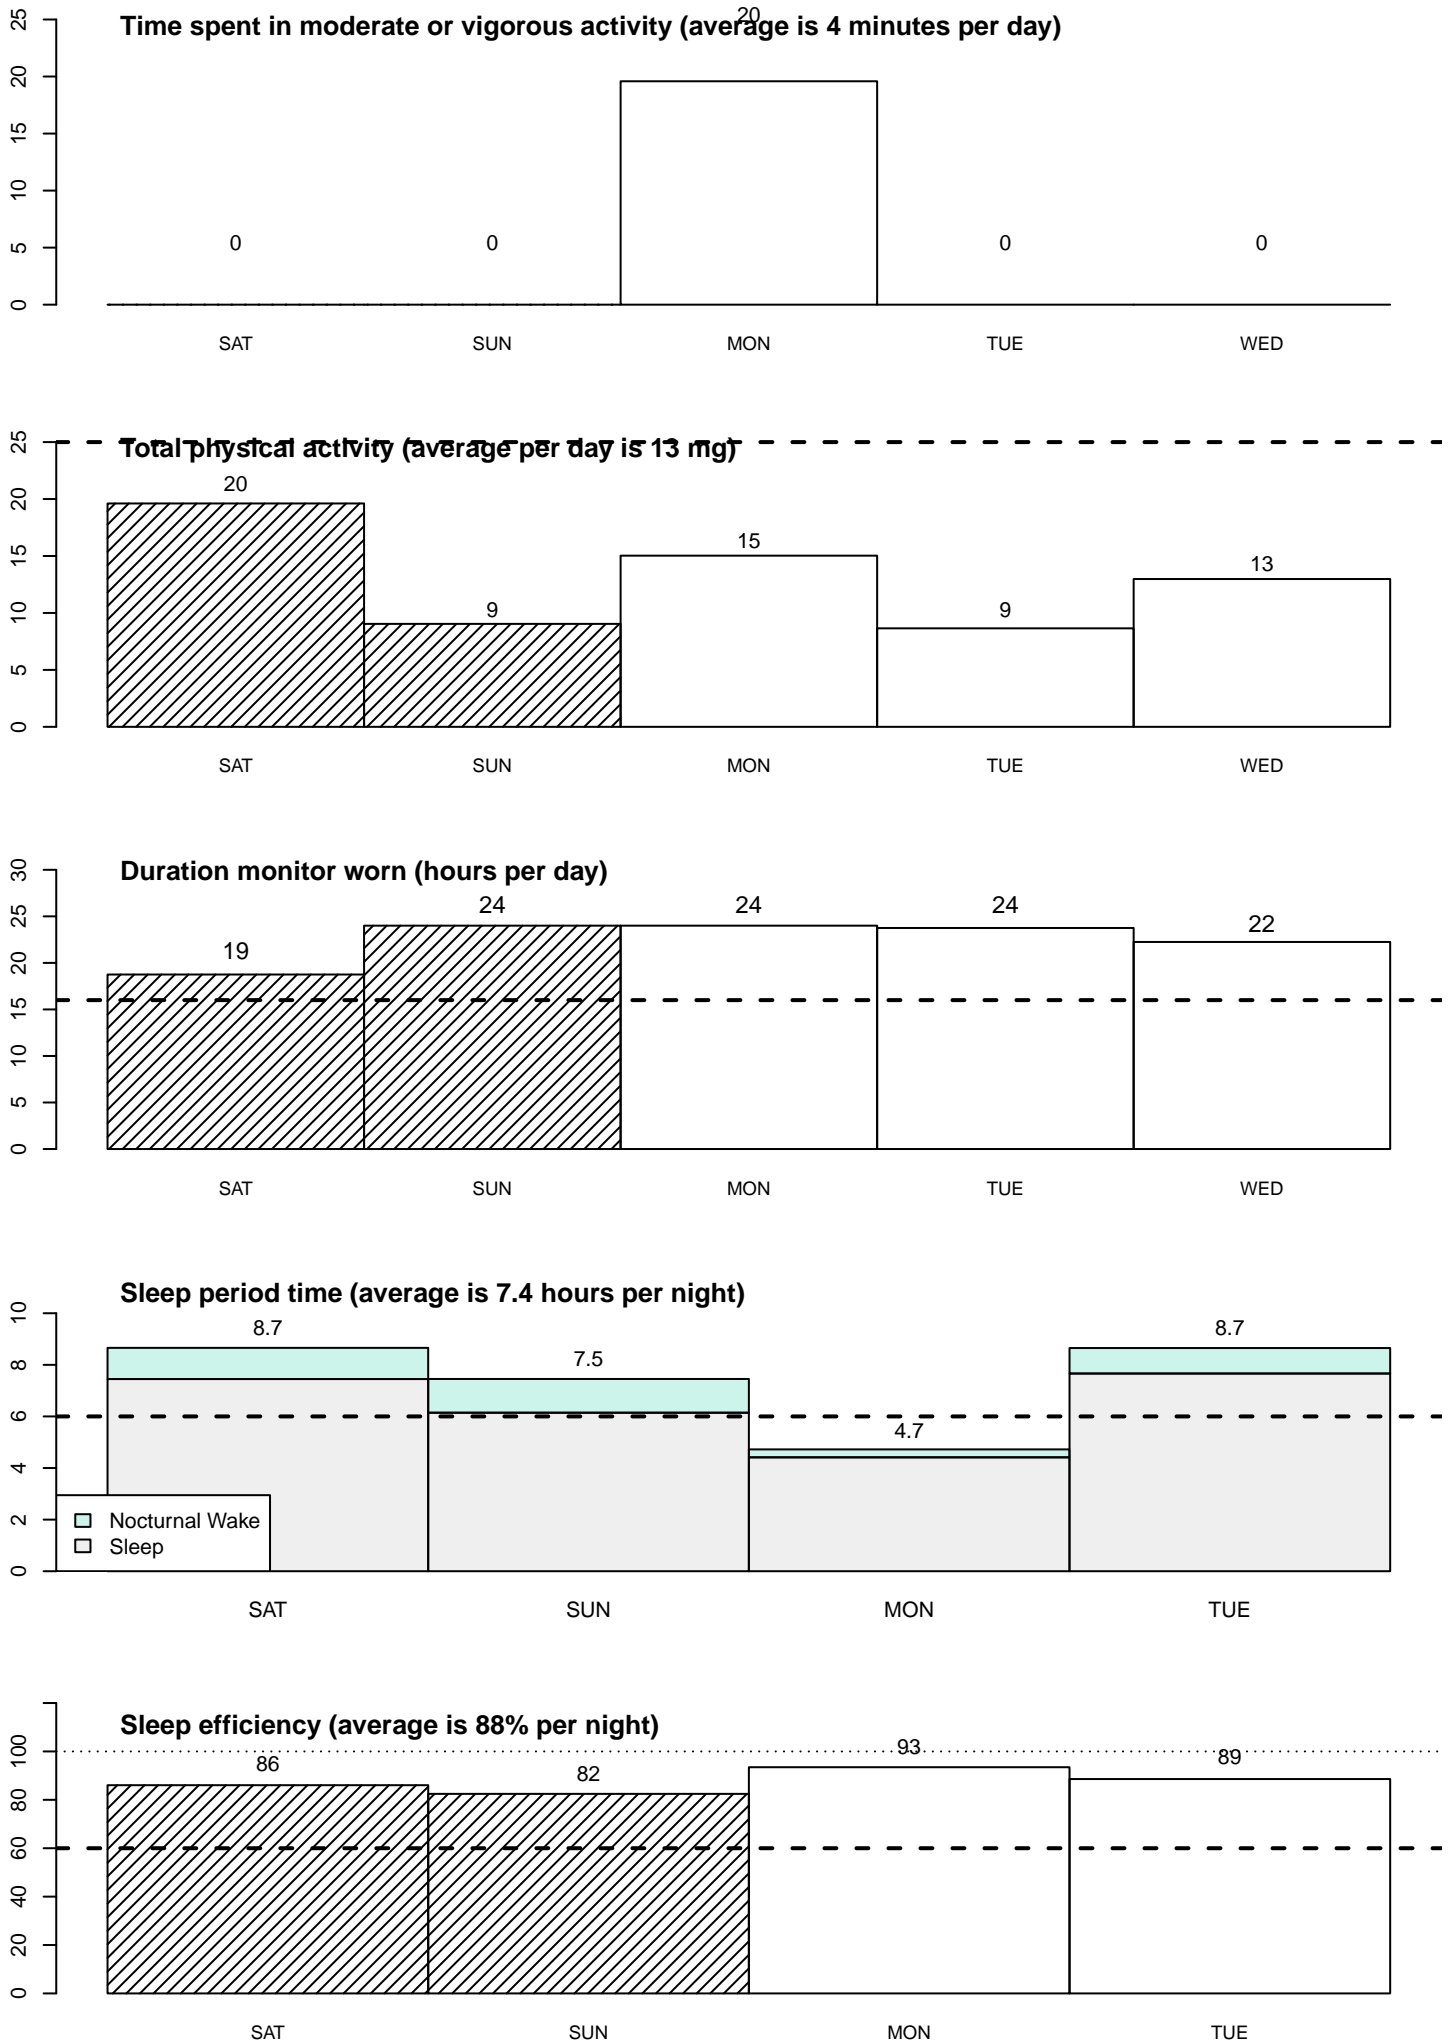 Time spent in moderate or vigorous activity (average is 4 minutes per day)
20
25
20
15
10
5
0
0 0 0 0
SAT SUN MON TUE WED
Total physical activity (average per day is 13 mg)
25
20
15
10
5
0
20 9 15 9 13
SAT SUN MON TUE WED
Duration monitor worn (hours per day)
30
25
20
15
10
5
0
19 24 24 24 22
SAT SUN MON TUE WED
Sleep period time (average is 7.4 hours per night)
10
8
6
4
2
0
8.7 7.5 4.7 8.7
Nocturnal Wake
Sleep
SAT SUN MON TUE
Sleep efficiency (average is 88% per night)
100
80
60
40
20
0
86 82 93 89
SAT SUN MON TUE